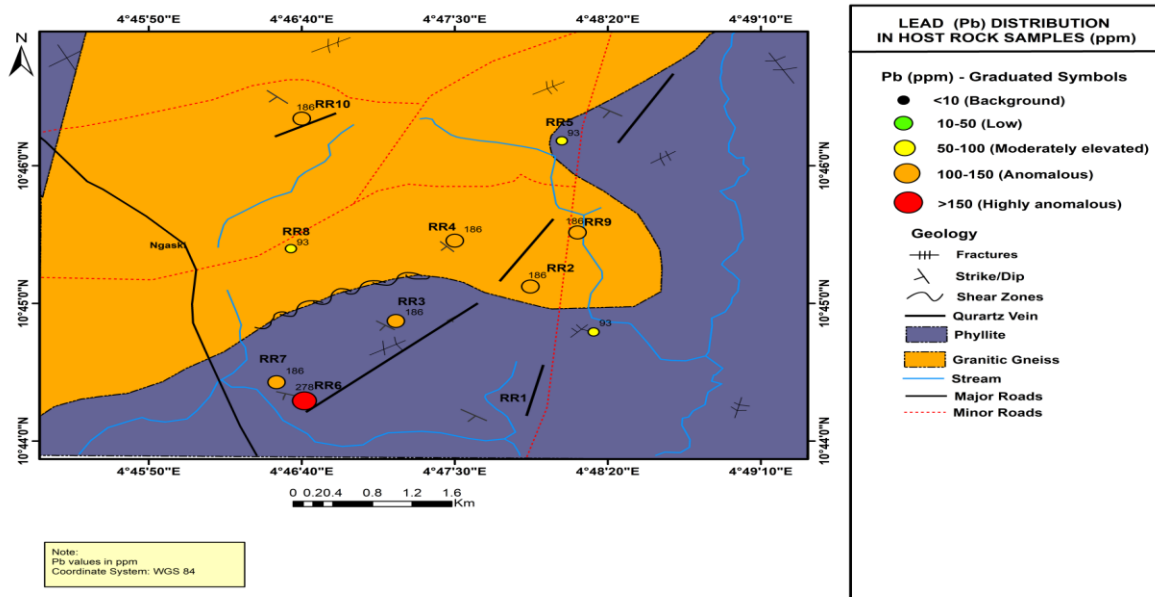 4°45'50"E 4°46'40"E 4°47'30"E 4°48'20"E 4°49'10"E
N
186 RR10
RR5
93
10°46'0"N 10°46'0"N
RR8
93
RR4 186
186 RR9
Ngaski
186
RR2
10°45'0"N 10°45'0"N
RR3
186
93
RR7
186
278 RR6
RR1
10°44'0"N 10°44'0"N
4°45'50"E 4°46'40"E 4°47'30"E 4°48'20"E 4°49'10"E
0 0.20.4 0.8 1.2 1.6
Km
Note:
Pb values in ppm
Coordinate System: WGS 84
LEAD (Pb) DISTRIBUTION
IN HOST ROCK SAMPLES (ppm)
Pb (ppm) - Graduated Symbols
<10 (Background)
10-50 (Low)
50-100 (Moderately elevated)
100-150 (Anomalous)
>150 (Highly anomalous)
Geology
Fractures
Strike/Dip
Shear Zones
Qurartz Vein
Phyllite
Granitic Gneiss
Stream
Major Roads
Minor Roads